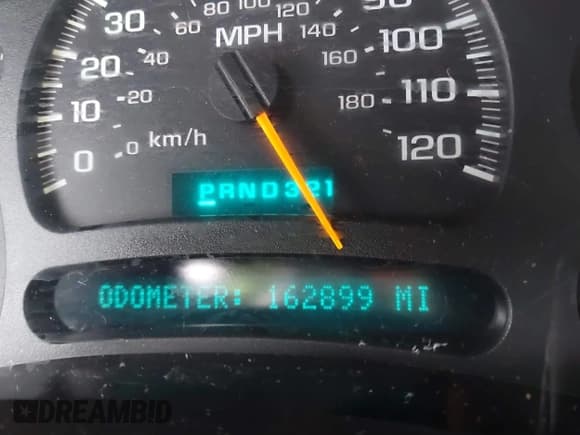 80 100 120
60 140
30 MPH 90
20 40 160 100
10 20 180 110
0 0 km/h 120
PRND321
ODOMETER: 162899 MI
DREAMBID